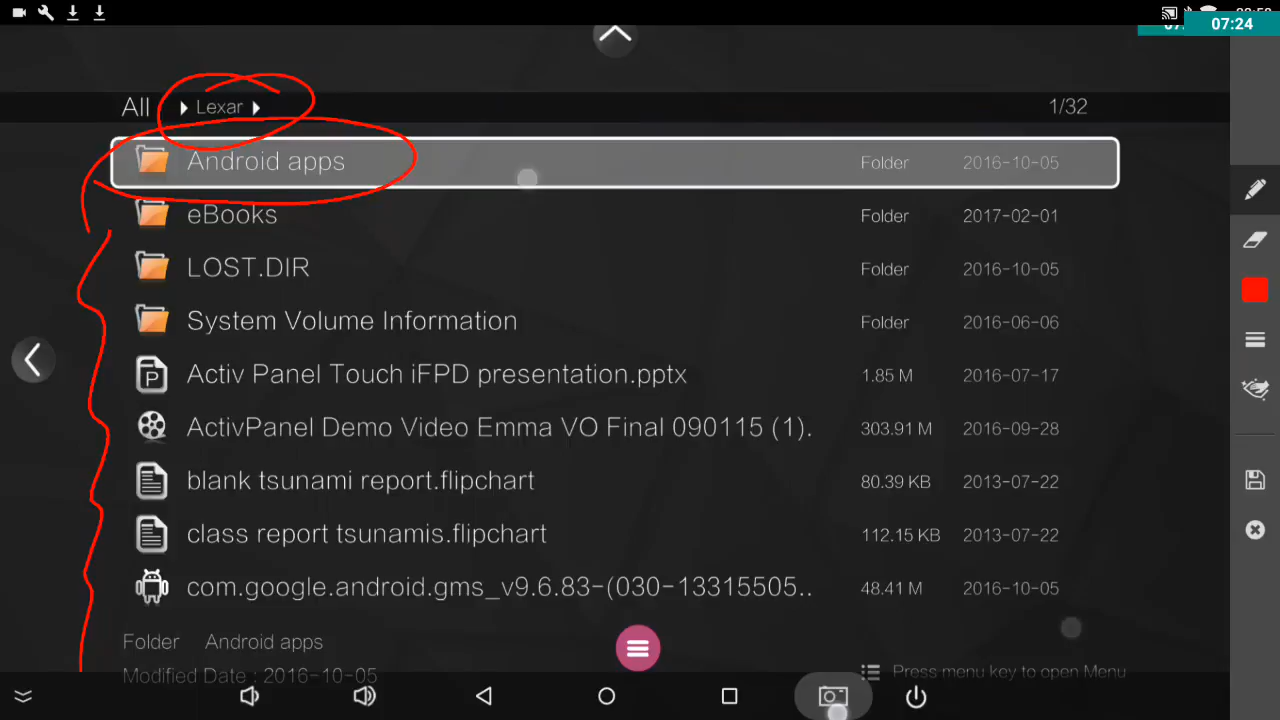 07:24
All Lexar 1/32
Android apps Folder 2016-10-05
eBooks Folder 2017-02-01
LOST.DIR Folder 2016-10-05
System Volume Information Folder 2016-06-06
Activ Panel Touch iFPD presentation.pptx 1.85 M 2016-07-17
ActivPanel Demo Video Emma VO Final 090115 (1). 303.91 M 2016-09-28
blank tsunami report.flipchart 80.39 KB 2013-07-22
class report tsunamis.flipchart 112.15 KB 2013-07-22
com.google.android.gms_v9.6.83-(030-13315505.. 48.41 M 2016-10-05
Folder Android apps
Modified Date : 2016-10-05 Press menu key to open Menu